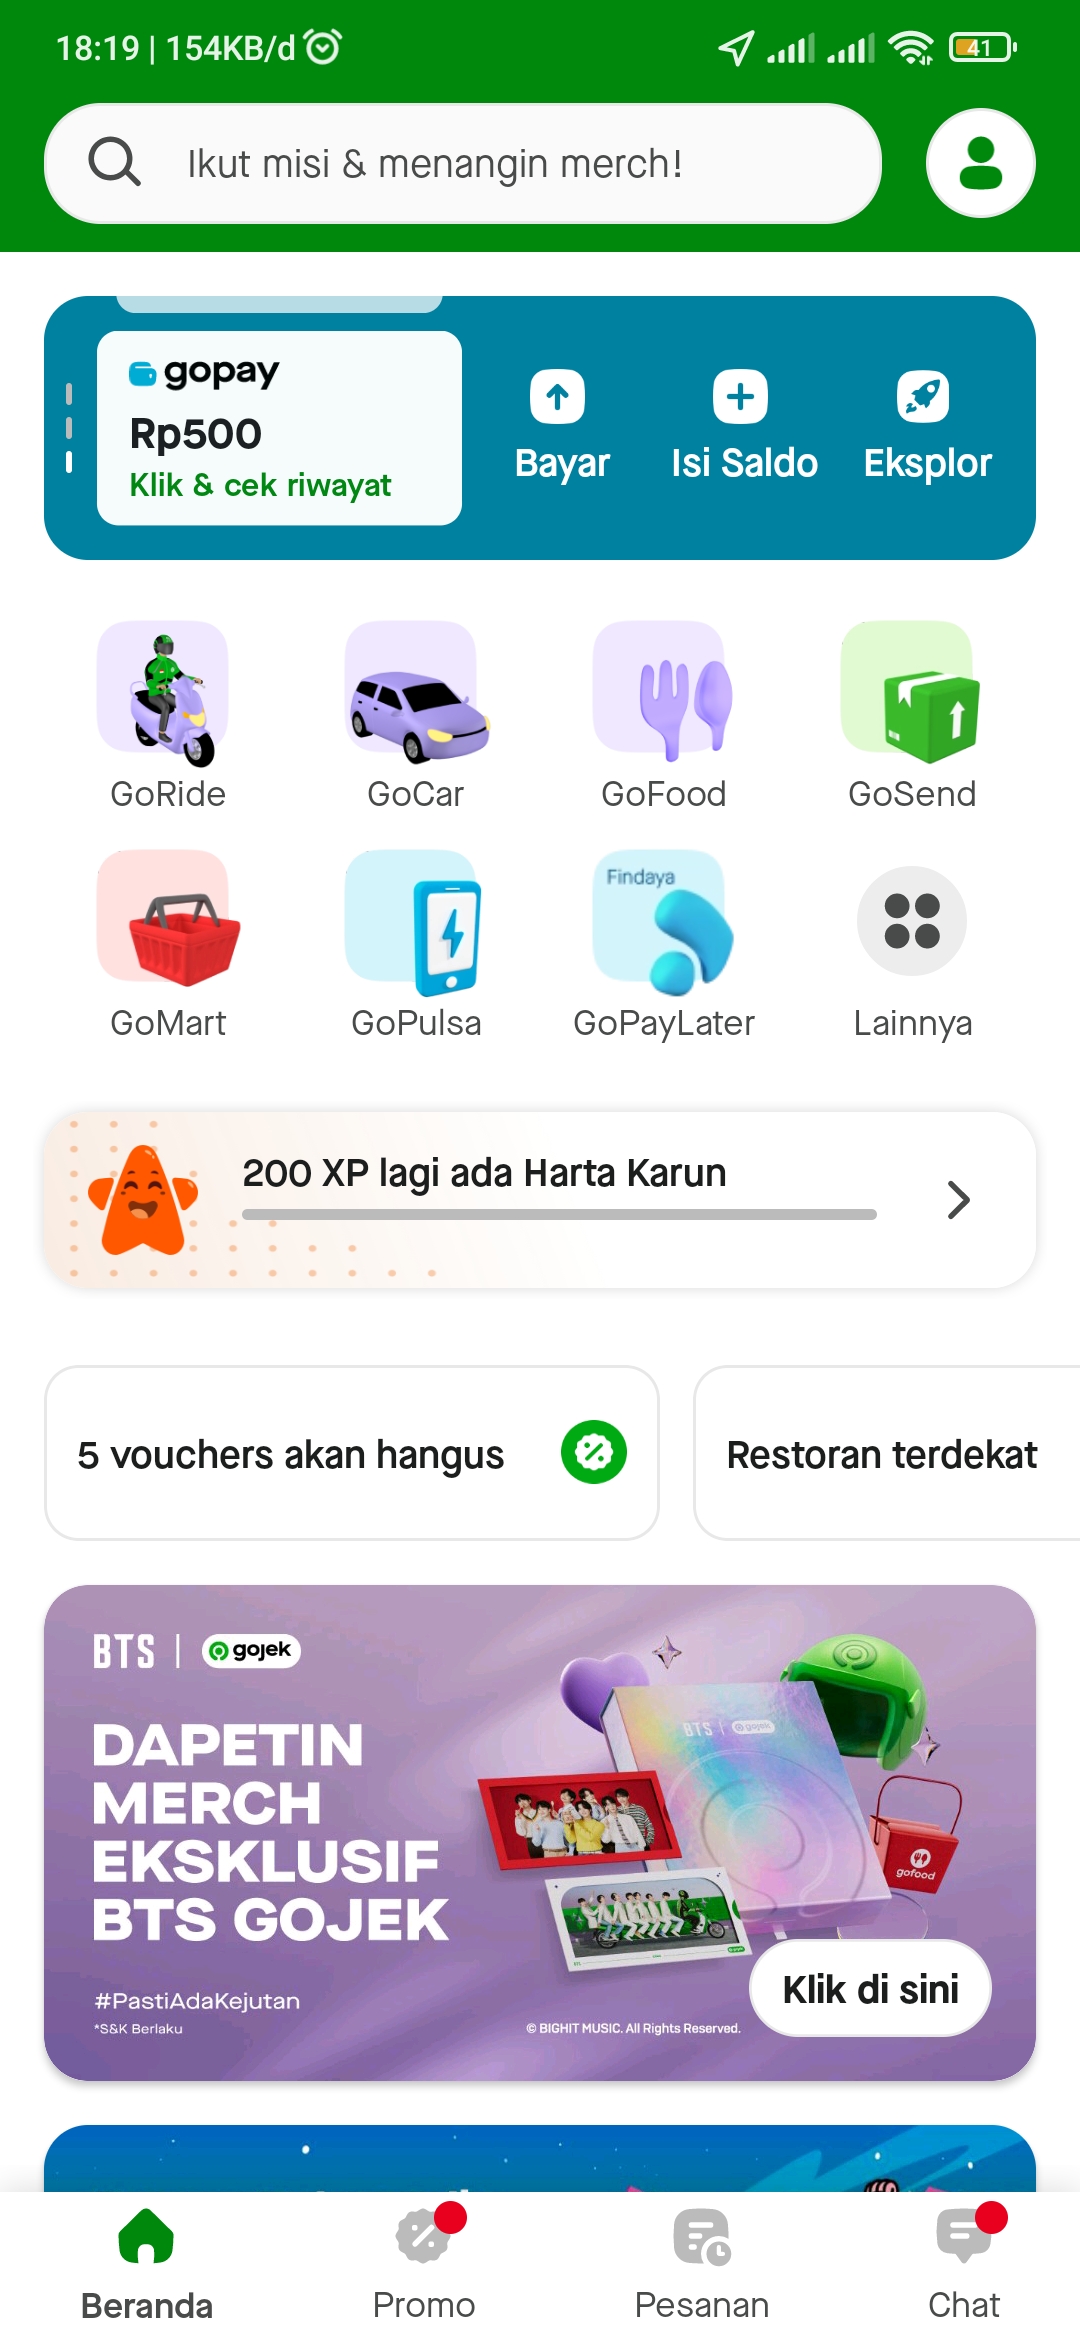 18:19 | 154KB/d
41
Ikut misi & menangin merch!
gopay
Rp500
Klik & cek riwayat
Bayar
Isi Saldo
Eksplor
GoRide
GoCar
GoFood
GoSend
Findaya
GoMart
GoPulsa
GoPayLater
Lainnya
200 XP lagi ada Harta Karun
5 vouchers akan hangus
Restoran terdekat
BTS | gojek
DAPETIN
MERCH
EKSKLUSIF
BTS GOJEK
#PastiAdaKejutan
*S&K Berlaku
BTS | gojek
gofood
© BIGHIT MUSIC. All Rights Reserved.
Klik di sini
Beranda
Promo
Pesanan
Chat